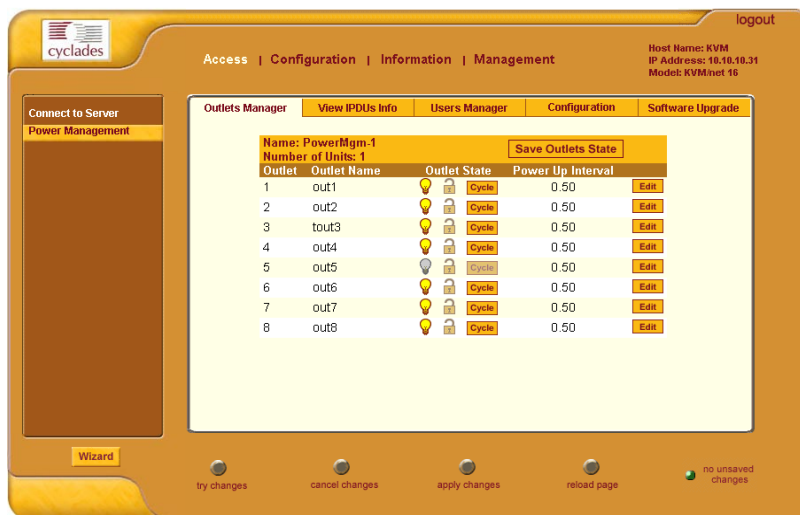 cyclades
logout
Access | Configuration | Information | Management
Host Name: KVM
IP Address: 10.10.10.31
Model: KVM/net 16
Connect to Server
Power Management
Outlets Manager View IPDUs Info Users Manager Configuration Software Upgrade
Name: PowerMgm-1
Number of Units: 1
Save Outlets State
Outlet Outlet Name Outlet State Power Up Interval
1 out1 Cycle 0.50 Edit
2 out2 Cycle 0.50 Edit
3 tout3 Cycle 0.50 Edit
4 out4 Cycle 0.50 Edit
5 out5 Cycle 0.50 Edit
6 out6 Cycle 0.50 Edit
7 out7 Cycle 0.50 Edit
8 out8 Cycle 0.50 Edit
Wizard
try changes
cancel changes
apply changes
reload page
no unsaved
changes